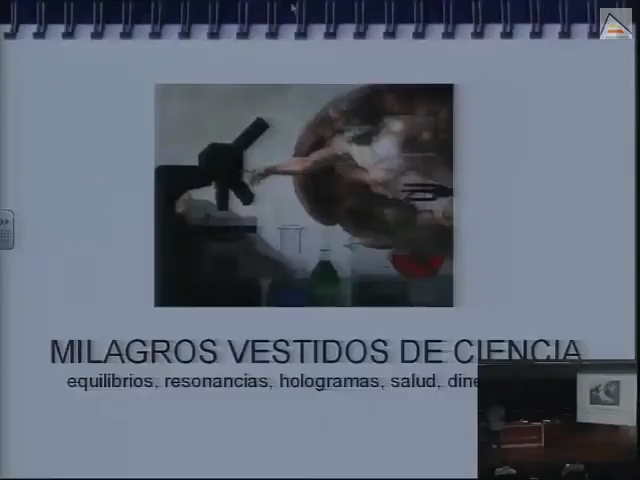 MILAGROS VESTIDOS DE CIENCIA
equilibrios, resonancias, hologramas, salud,